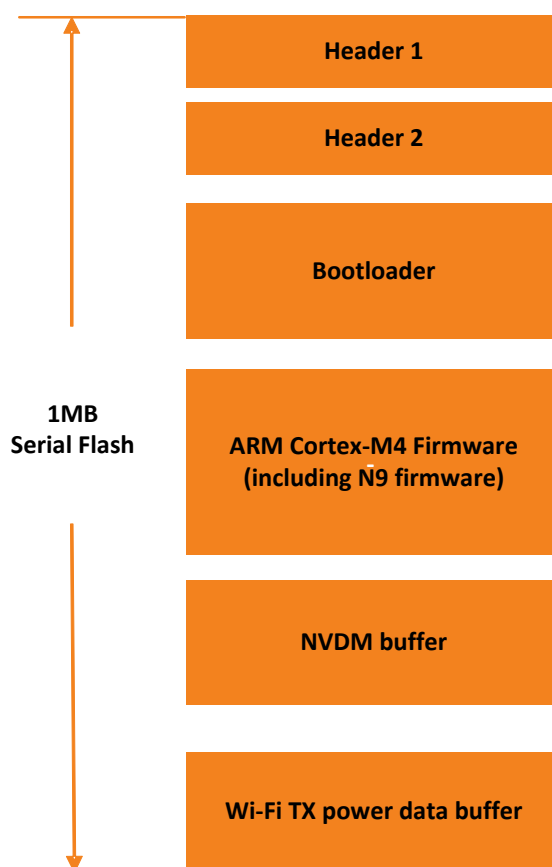 Header 1
Header 2
Bootloader
1MB
Serial Flash
ARM Cortex-M4 Firmware
(including N9 firmware)
NVDM buffer
Wi-Fi TX power data buffer